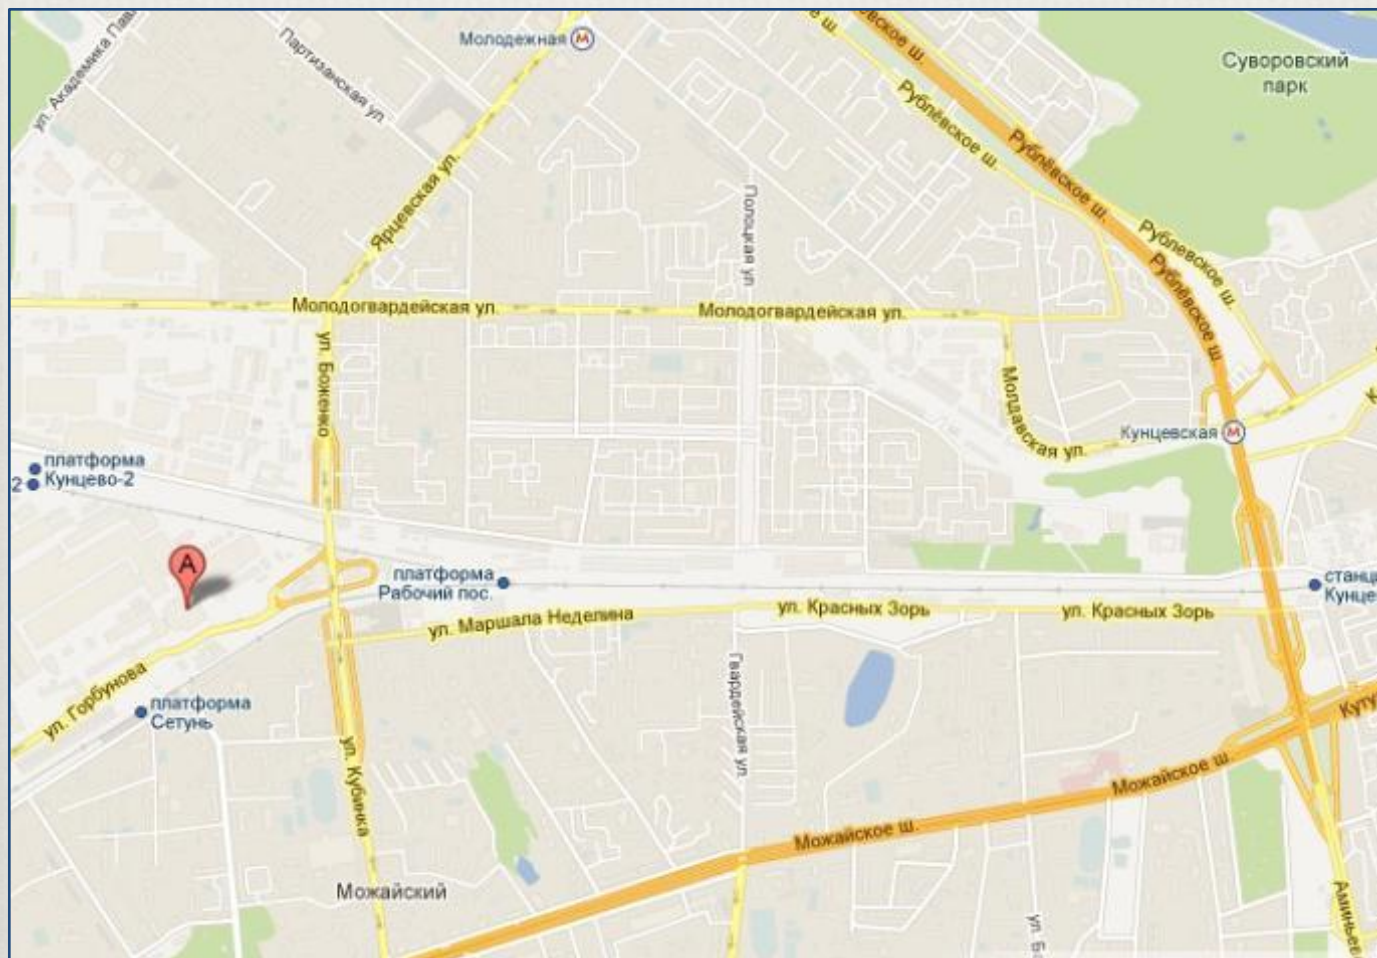 Молодежная
Суворовский
парк
ул. Академика Пав
Партизанская ул.
Рублёвское ш.
Рублёвское ш.
Ярцевская ул.
Полоцкая ул
Рублевское ш.
Рублёвское ш
Молодогвардейская ул.
Молодогвардейская ул.
ул. Боженко
Молдавская ул.
Кунцевская
платформа
Кунцево-2
2
A
платформа
Рабочий пос.
станц
Кунце
ул. Маршала Неделина
ул. Красных Зорь
ул. Красных Зорь
ул. Горбунова
платформа
Сетунь
Гвардейская ул.
ул. Кубинка
Куту
Можайское ш.
Можайское ш.
Можайский
Аминьев